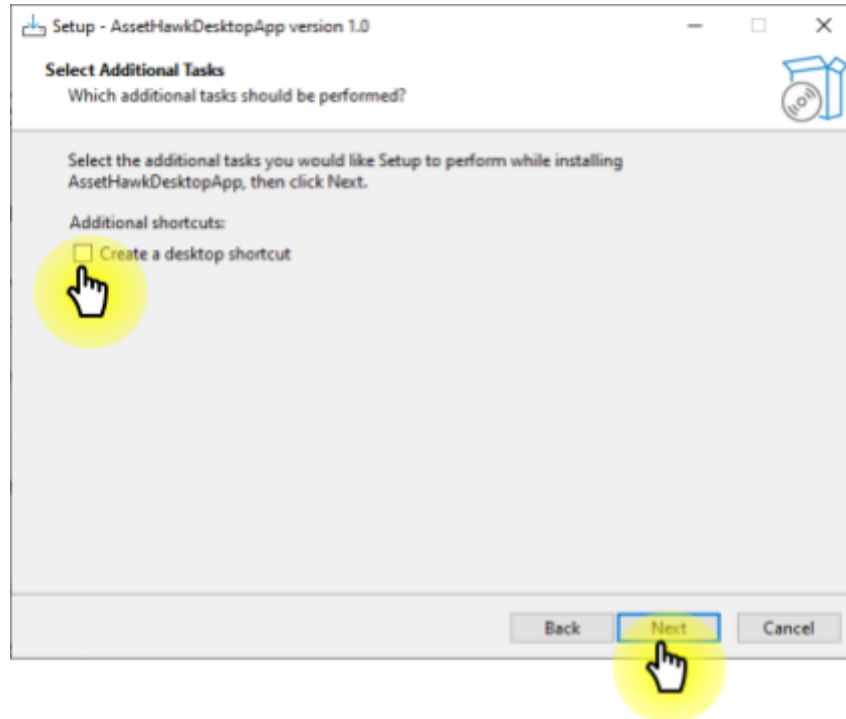 Setup - AssetHawkDesktopApp version 1.0
Select Additional Tasks
Which additional tasks should be performed?
Select the additional tasks you would like Setup to perform while installing
AssetHawkDesktopApp, then click Next.
Additional shortcuts:
Create a desktop shortcut
Back Next Cancel